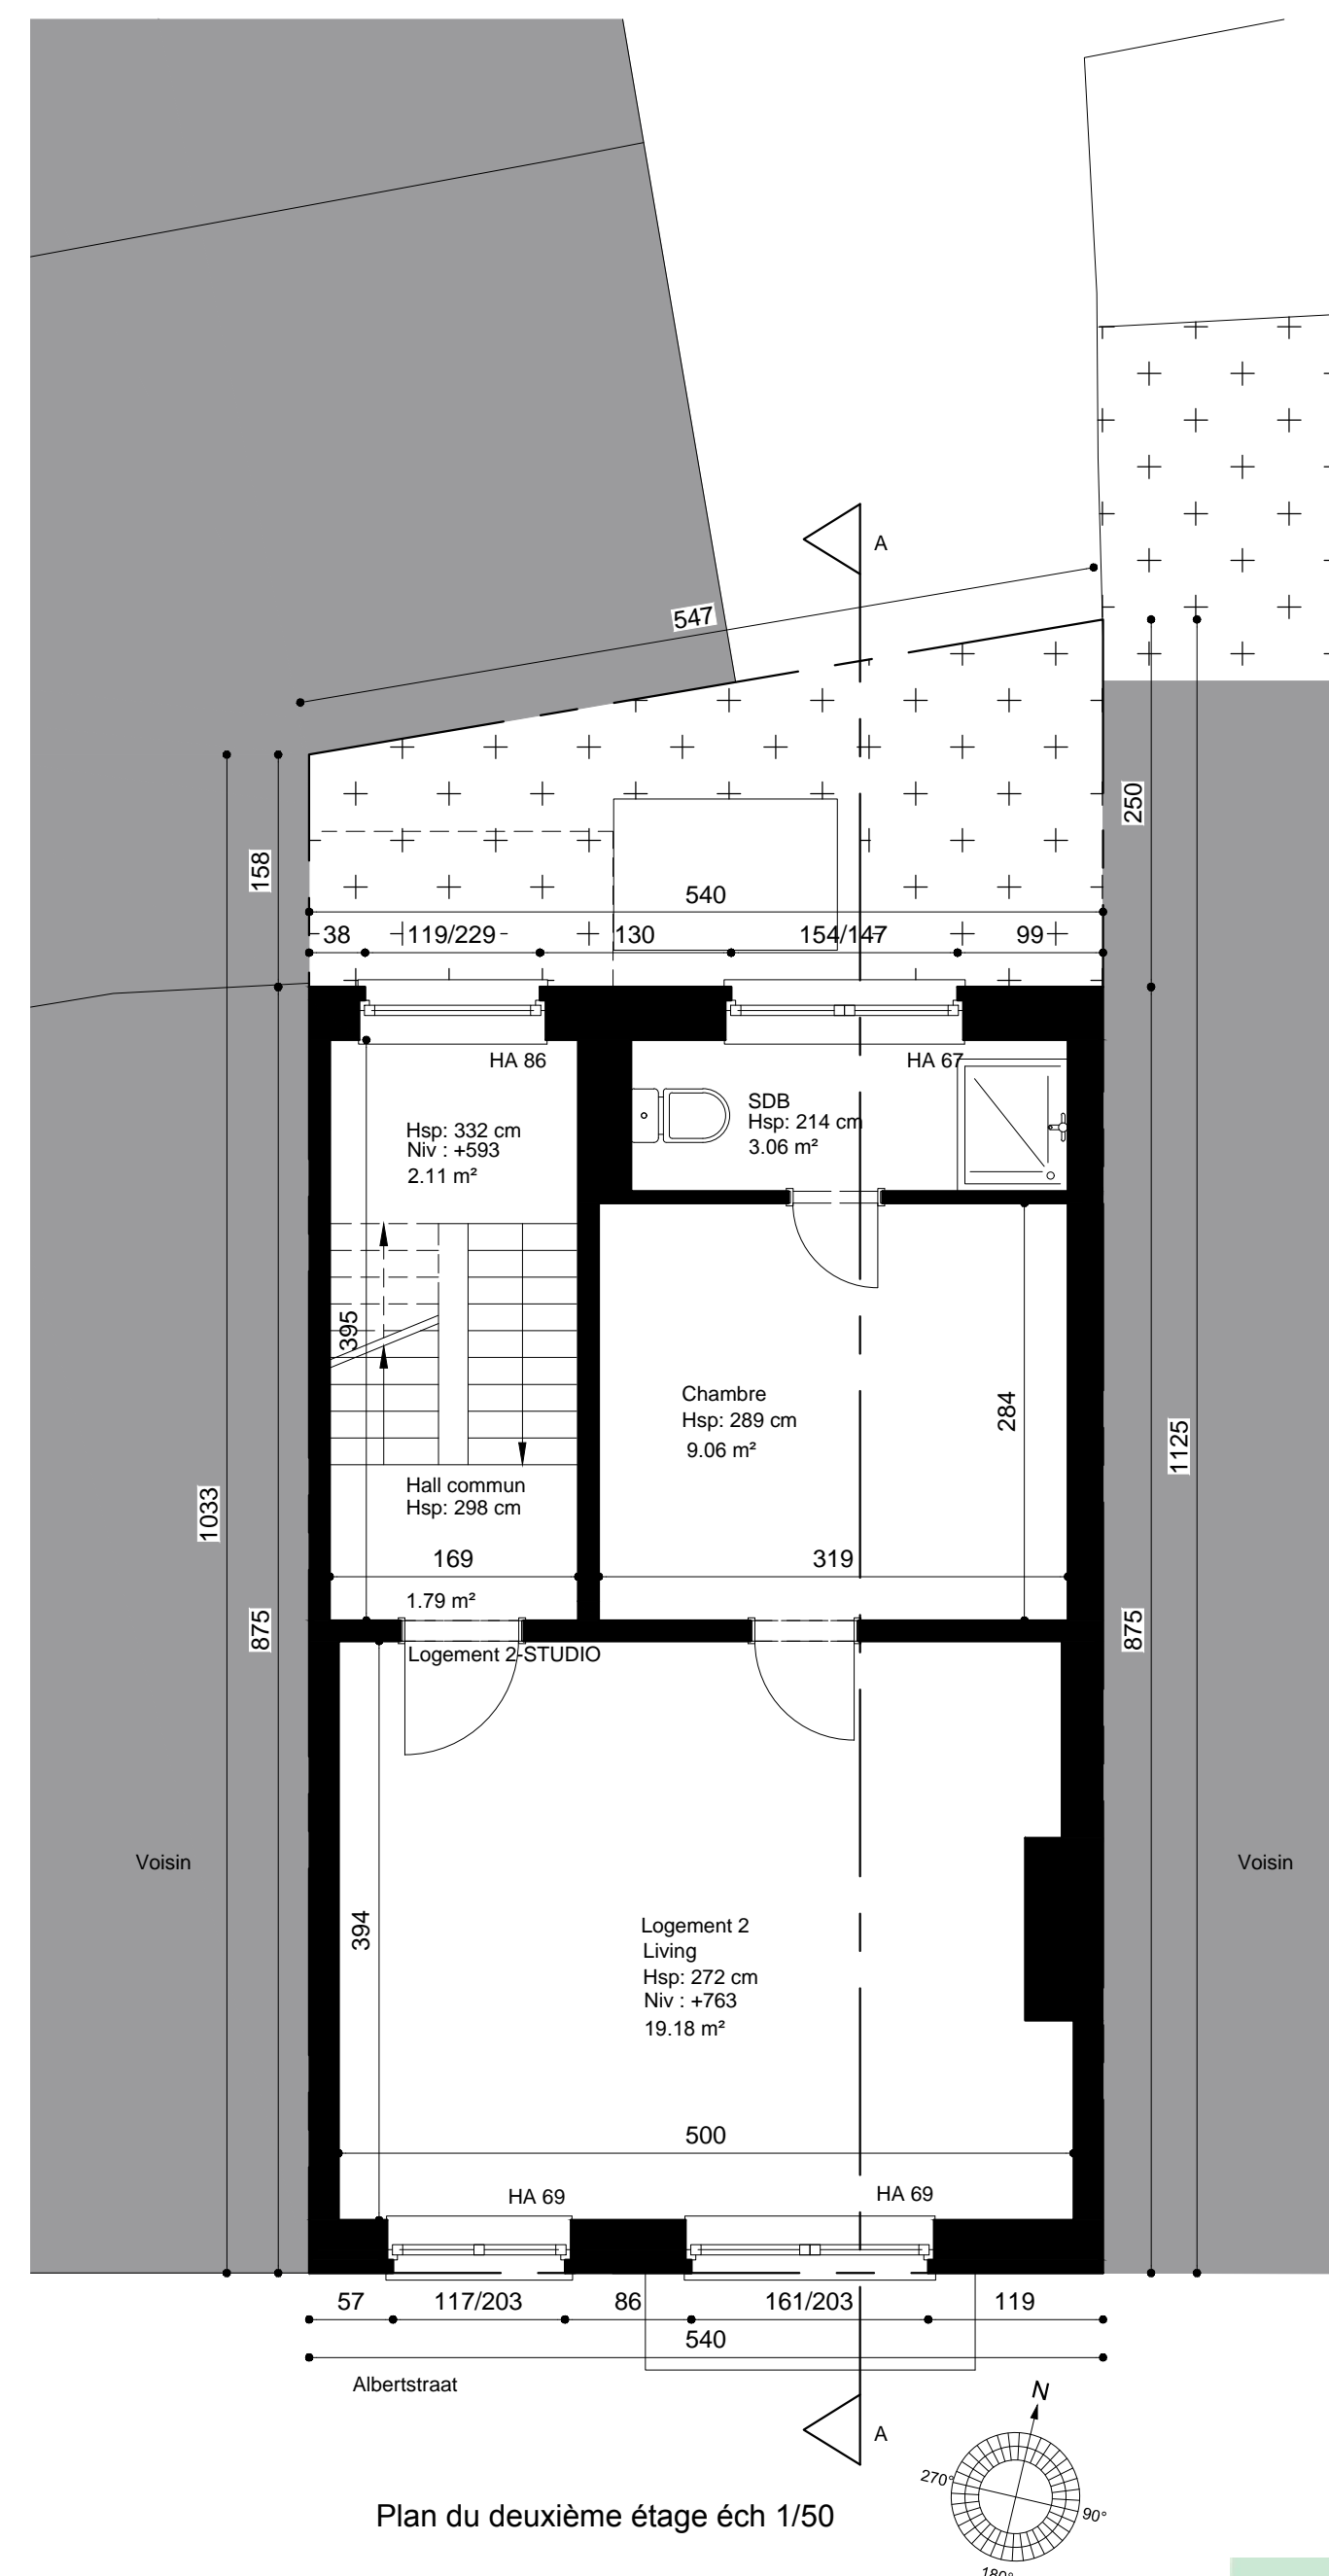 A
547
250
158
540
38
119/229
130
154/147
99
HA 86
HA 67
SDB
Hsp: 214 cm
3.06 m²
Hsp: 332 cm
Niv : +593
2.11 m²
395
Chambre
Hsp: 289 cm
9.06 m²
284
1125
1033
Hall commun
Hsp: 298 cm
169
319
1.79 m²
875
875
Logement 2-STUDIO
Voisin
Voisin
394
Logement 2
Living
Hsp: 272 cm
Niv : +763
19.18 m²
500
HA 69
HA 69
57
117/203
86
161/203
119
540
Albertstraat
A
N
270°
90°
180°
Plan du deuxième étage éch 1/50